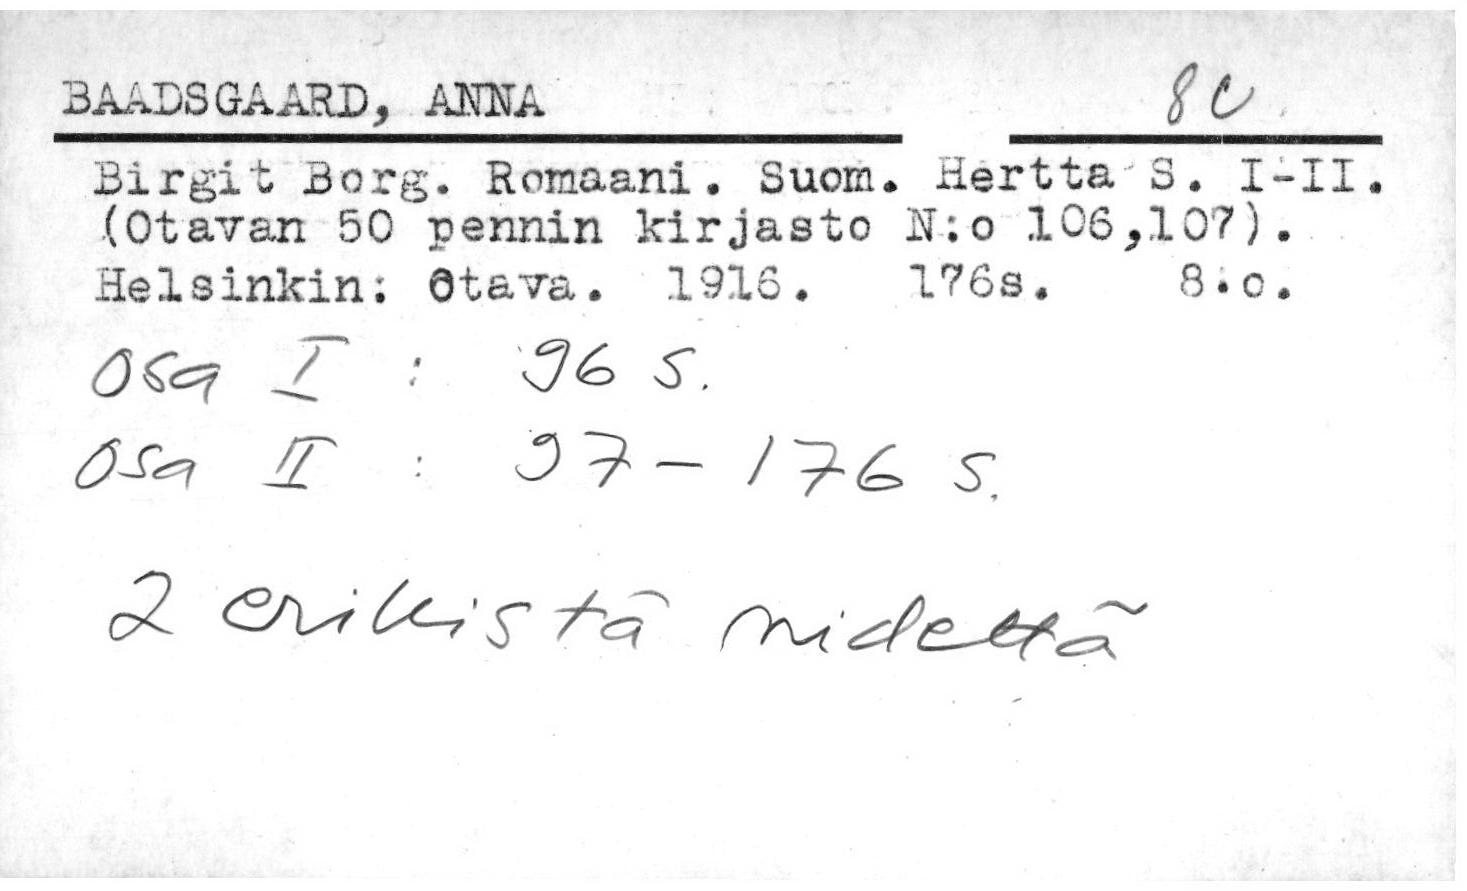 BAADSGAARD, ANNA 8c
Birgit Borg. Romaani. Suom. Hertta S. I-II.
(Otavan 50 pennin kirjasto N:o 106,107).
Helsinkin: Otava. 1916. 176s. 8:o.
osa I : 96 s.
osa II : 97-176 s.
2 erillistä nidettä